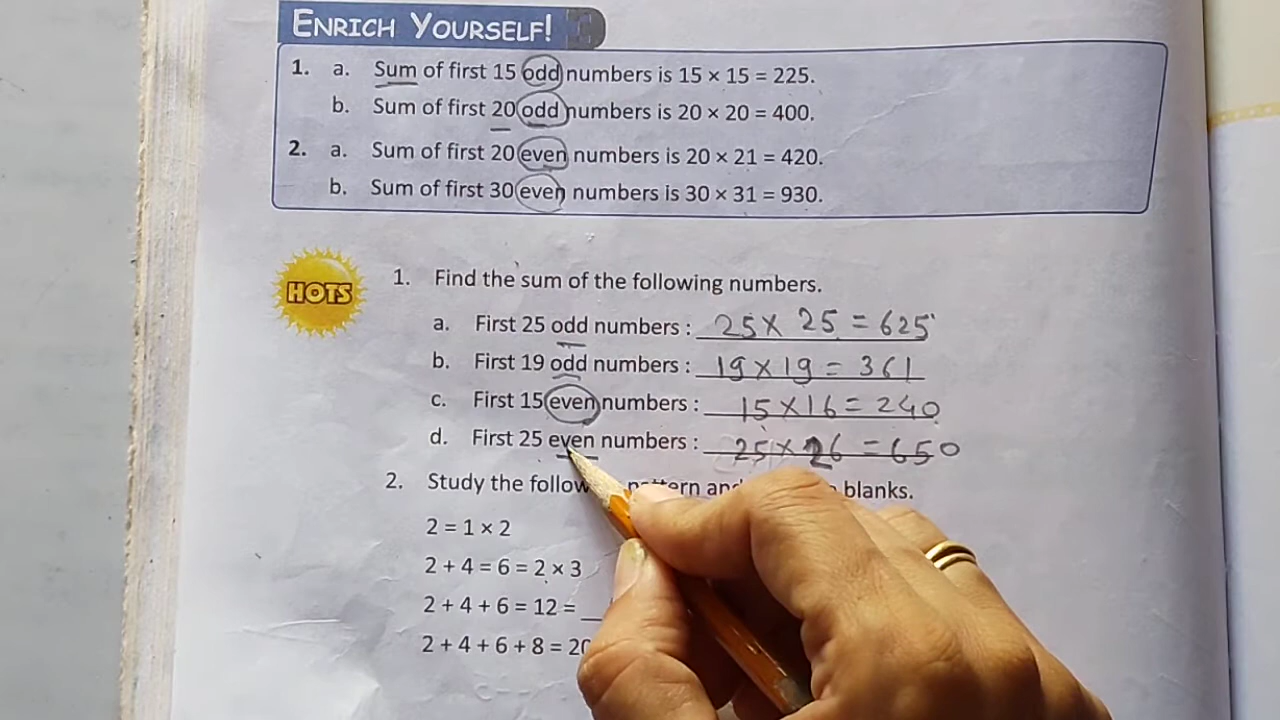 ENRICH YOURSELF!
1. a. Sum of first 15 odd numbers is 15 × 15 = 225.
b. Sum of first 20 odd numbers is 20 × 20 = 400.
2. a. Sum of first 20 even numbers is 20 × 21 = 420.
b. Sum of first 30 even numbers is 30 × 31 = 930.
HOTS
1. Find the sum of the following numbers.
a. First 25 odd numbers : 25 × 25 = 625
b. First 19 odd numbers : 19 × 19 = 361
c. First 15 even numbers : 15 × 16 = 240
d. First 25 even numbers : 25 × 26 = 650
2. Study the blanks.
2 = 1 × 2
2 + 4 = 6 = 2 × 3
2 + 4 + 6 = 12 = __
2 + 4 + 6 + 8 = 20